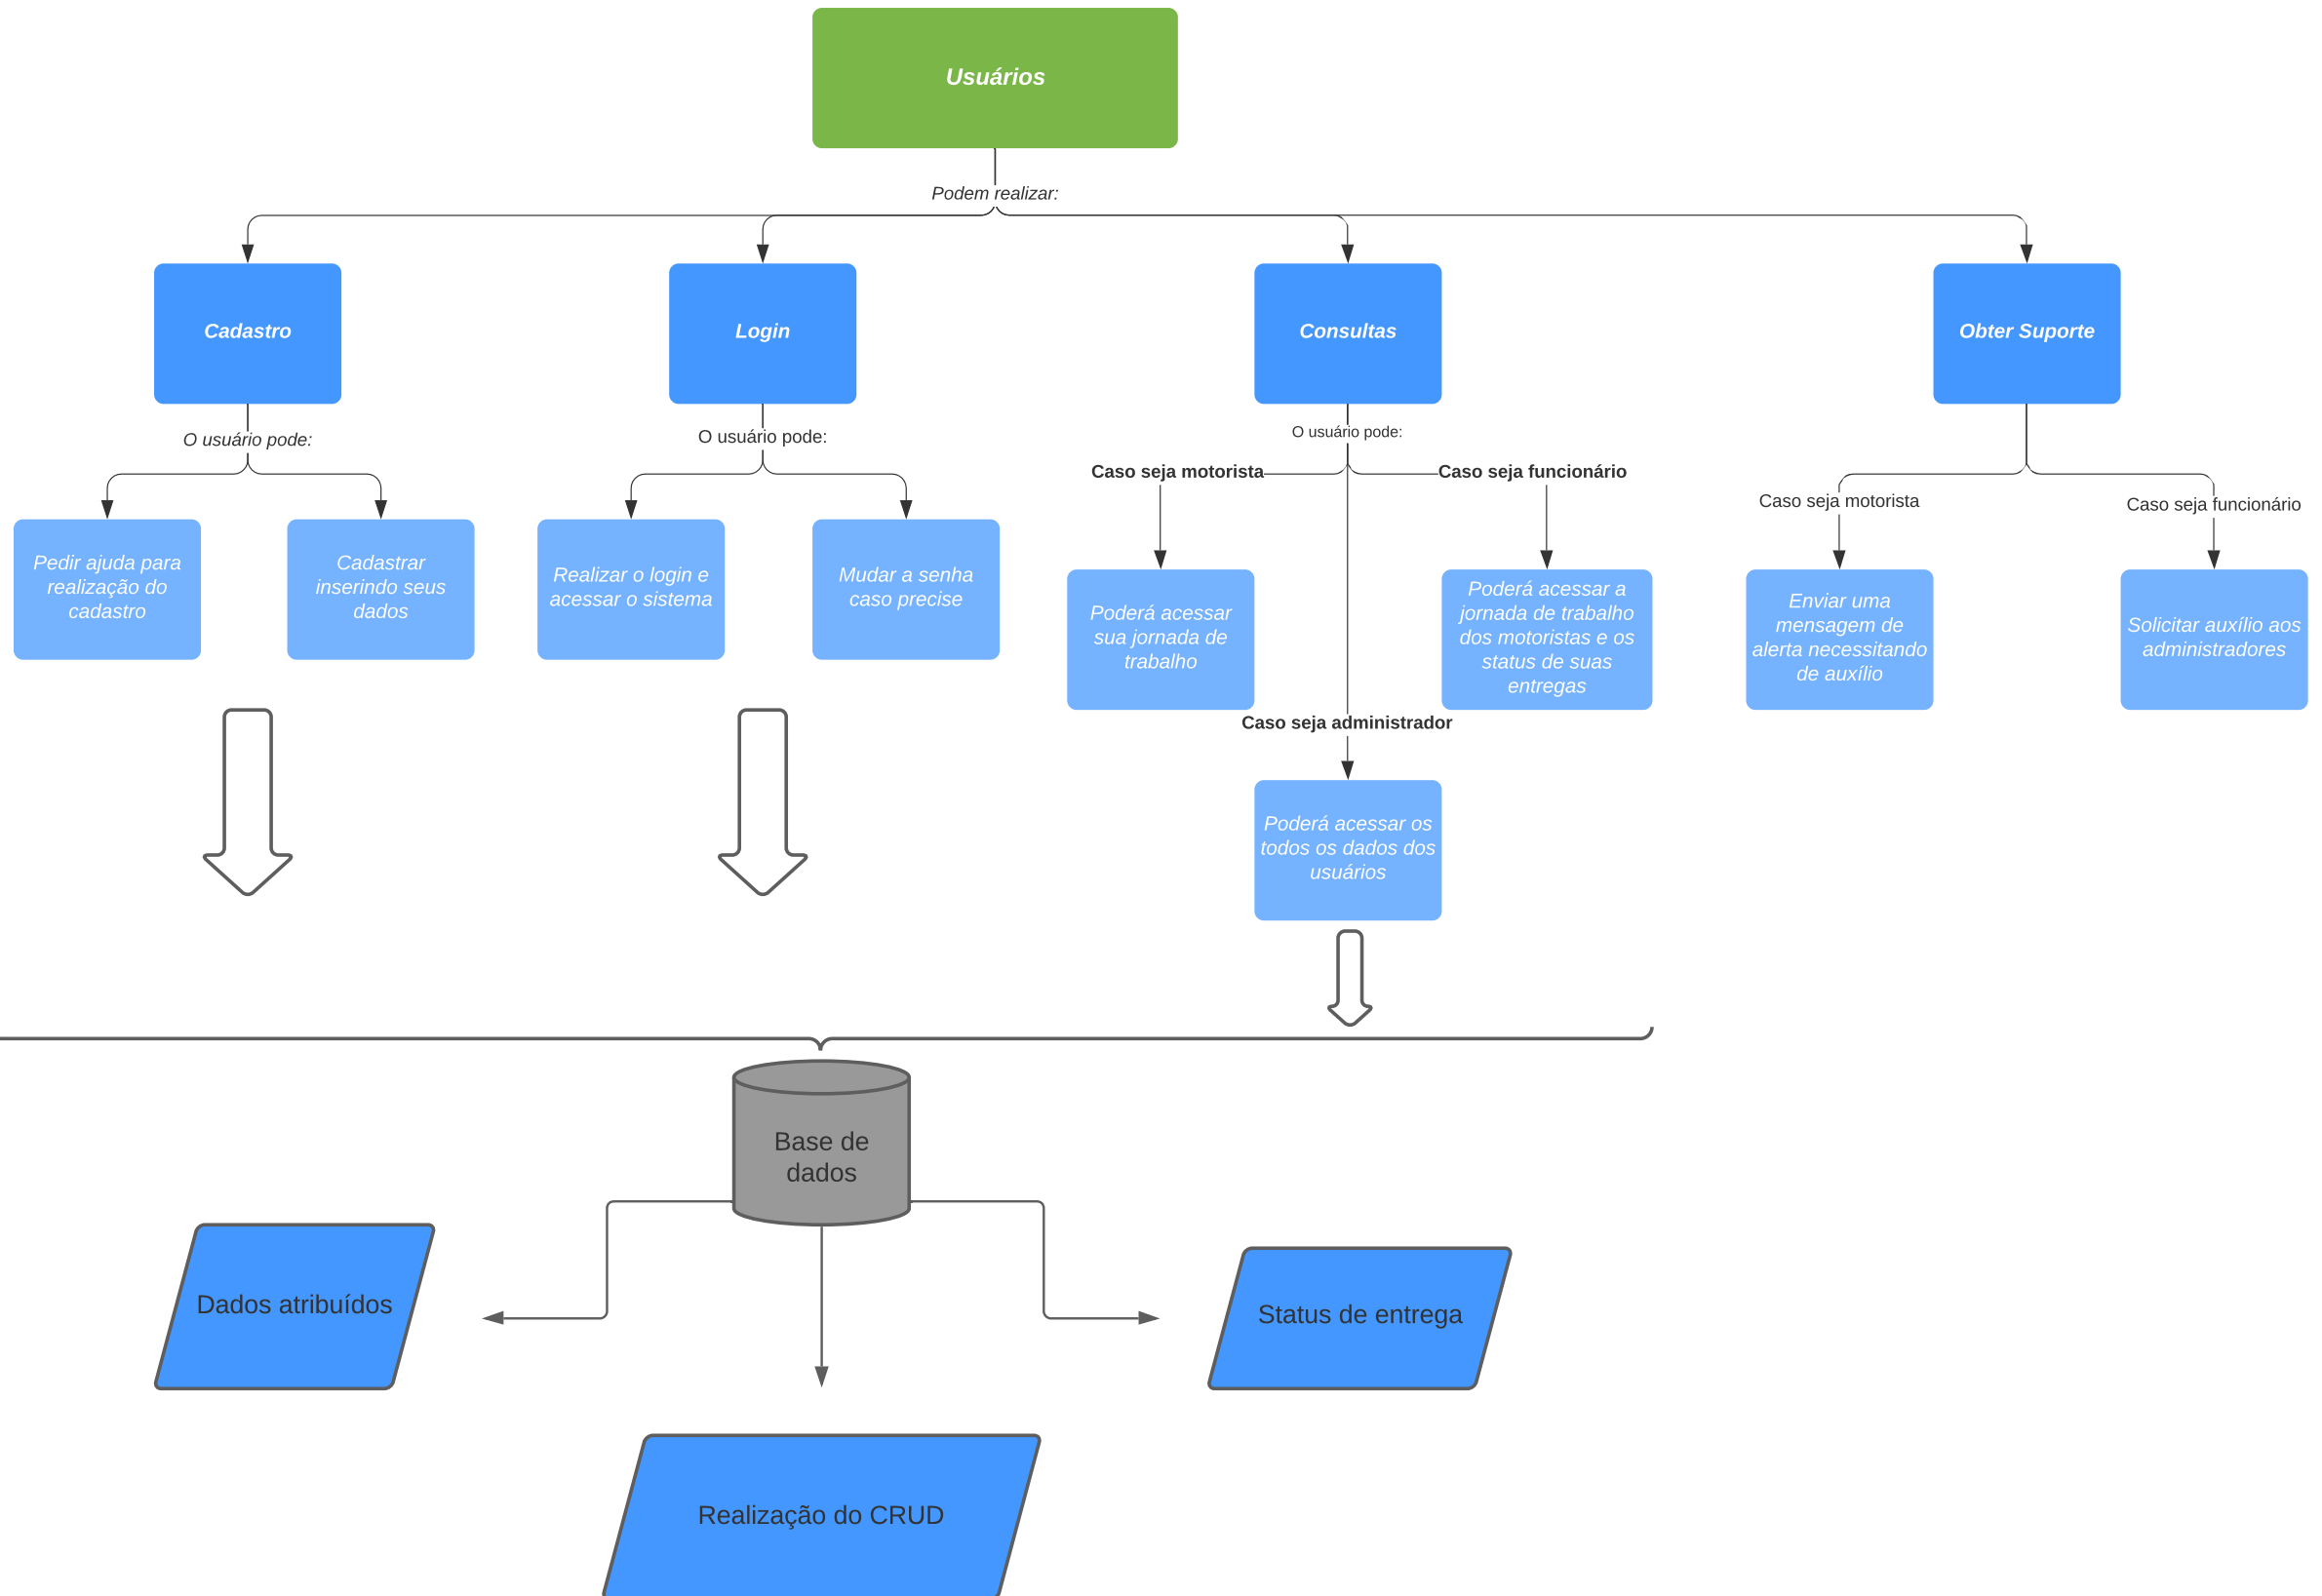 Usuários
Podem realizar:
Cadastro
Login
Consultas
Obter Suporte
O usuário pode:
O usuário pode:
O usuário pode:
Caso seja motorista
Caso seja funcionário
Caso seja motorista
Caso seja funcionário
Pedir ajuda para
realização do
cadastro
Cadastrar
inserindo seus
dados
Realizar o login e
acessar o sistema
Mudar a senha
caso precise
Poderá acessar
sua jornada de
trabalho
Poderá acessar a
jornada de trabalho
dos motoristas e os
status de suas
entregas
Enviar uma
mensagem de
alerta necessitando
de auxílio
Solicitar auxílio aos
administradores
Caso seja administrador
Poderá acessar os
todos os dados dos
usuários
Base de
dados
Dados atribuídos
Status de entrega
Realização do CRUD